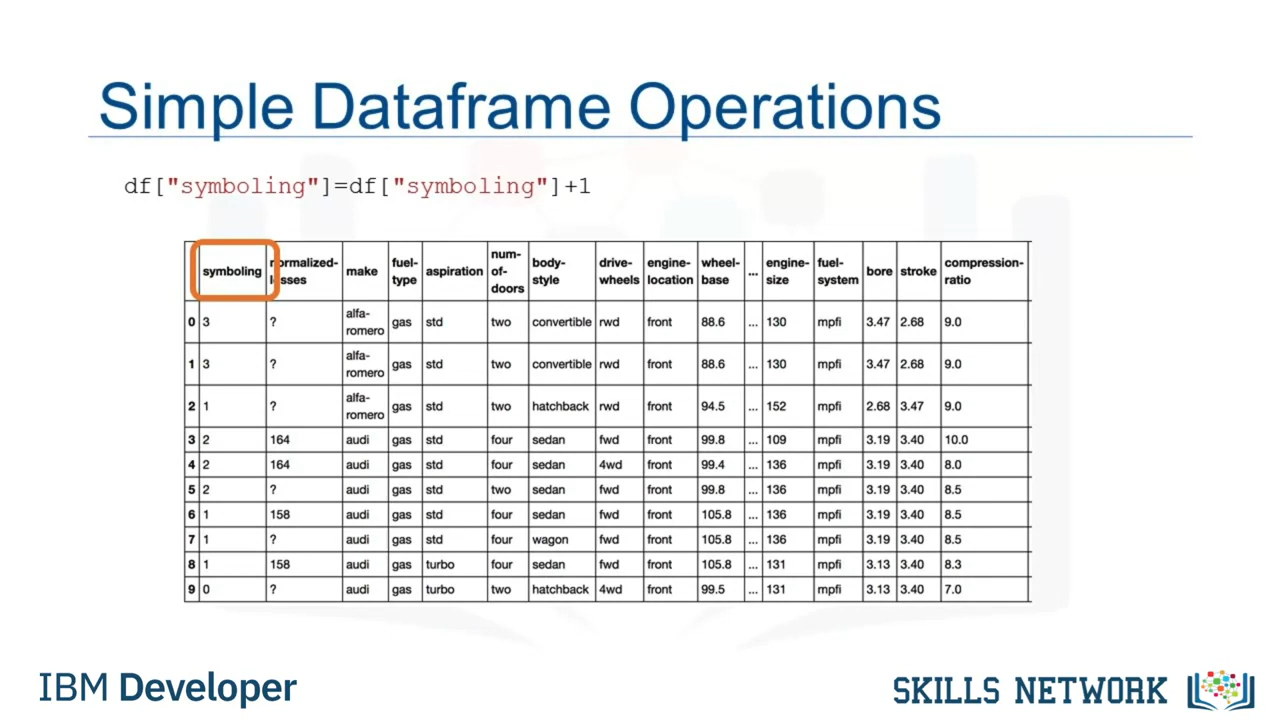 Simple Dataframe Operations
df["symboling"]=df["symboling"]+1
symboling normalized-losses make fuel-type aspiration num-of-doors body-style drive-wheels engine-location wheel-base ... engine-size fuel-system bore stroke compression-ratio
0 3 ? alfa-romero gas std two convertible rwd front 88.6 ... 130 mpfi 3.47 2.68 9.0
1 3 ? alfa-romero gas std two convertible rwd front 88.6 ... 130 mpfi 3.47 2.68 9.0
2 1 ? alfa-romero gas std two hatchback rwd front 94.5 ... 152 mpfi 2.68 3.47 9.0
3 2 164 audi gas std four sedan fwd front 99.8 ... 109 mpfi 3.19 3.40 10.0
4 2 164 audi gas std four sedan 4wd front 99.4 ... 136 mpfi 3.19 3.40 8.0
5 2 ? audi gas std two sedan fwd front 99.8 ... 136 mpfi 3.19 3.40 8.5
6 1 158 audi gas std four sedan fwd front 105.8 ... 136 mpfi 3.19 3.40 8.5
7 1 ? audi gas std four wagon fwd front 105.8 ... 136 mpfi 3.19 3.40 8.5
8 1 158 audi gas turbo four sedan fwd front 105.8 ... 131 mpfi 3.13 3.40 8.3
9 0 ? audi gas turbo two hatchback 4wd front 99.5 ... 131 mpfi 3.13 3.40 7.0
IBM Developer
SKILLS NETWORK